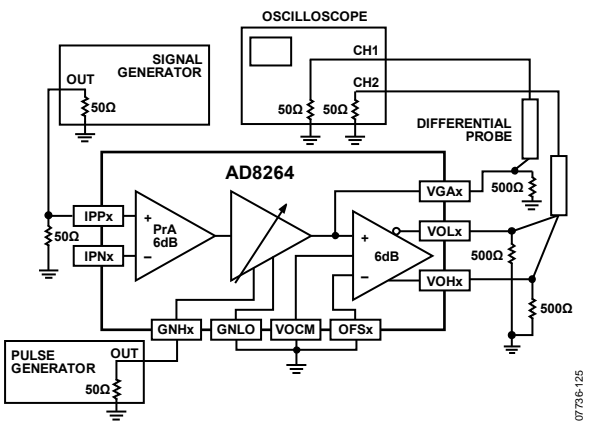 OSCILLOSCOPE
SIGNAL
GENERATOR
OUT
50Ω
CH1
CH2
50Ω
50Ω
DIFFERENTIAL
PROBE
AD8264
VGAx
500Ω
IPPx
50Ω
IPNx
+
PrA
6dB
–
+
6dB
–
VOLx
500Ω
VOHx
500Ω
GNHx
GNLO
VOCM
OFSx
PULSE
GENERATOR
OUT
50Ω
07736-125